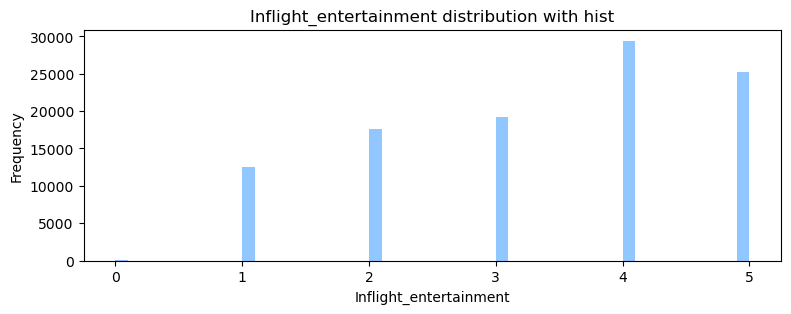 Inflight_entertainment distribution with hist
30000
25000
20000
15000
10000
5000
0
Frequency
0 1 2 3 4 5
Inflight_entertainment